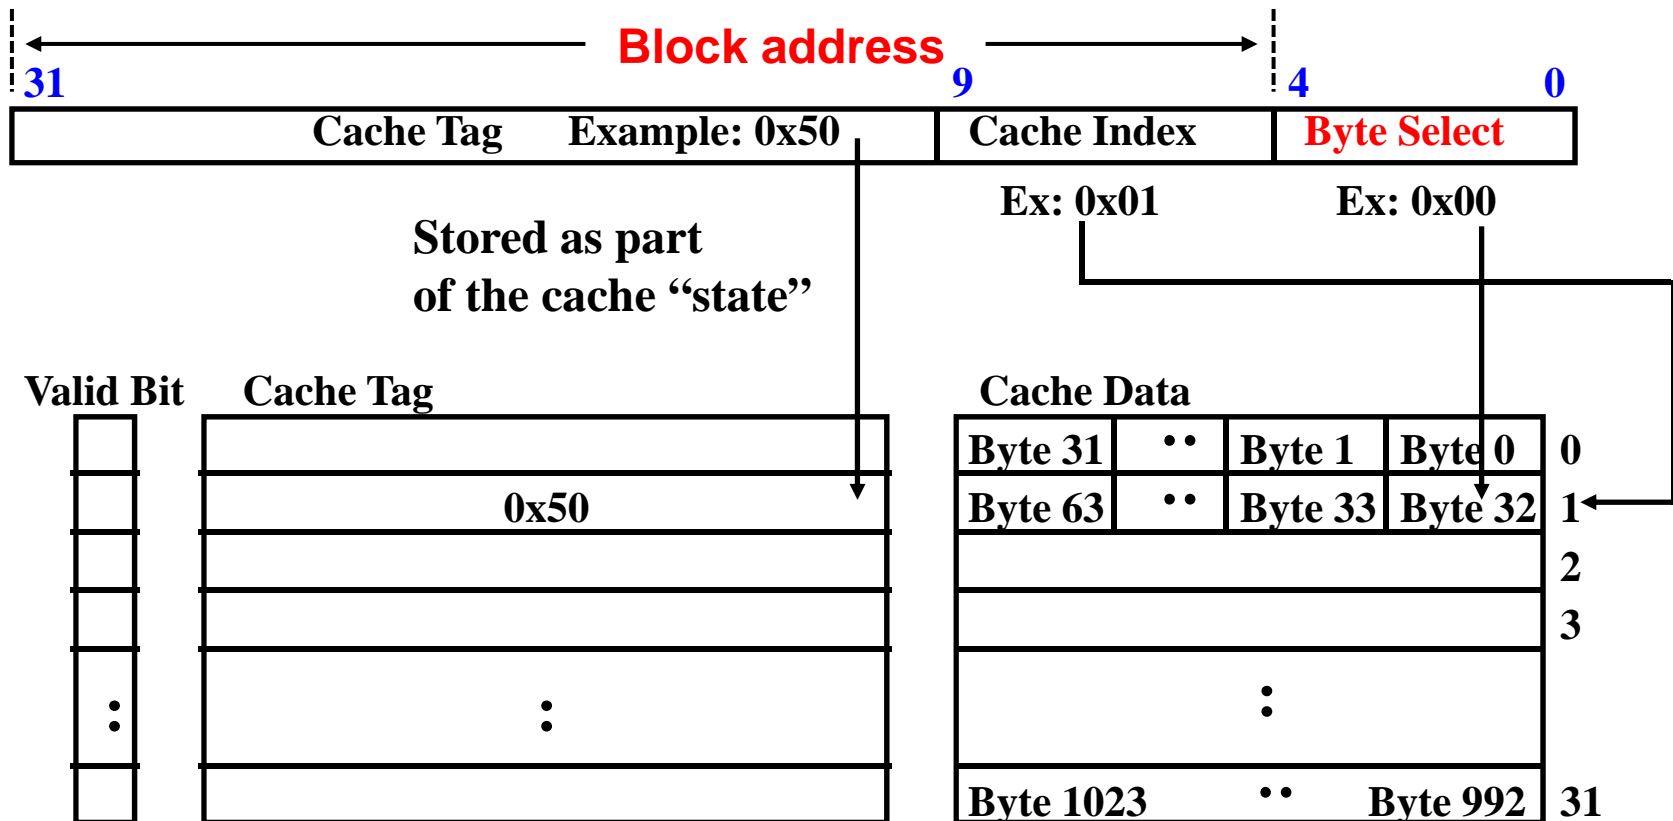 Block address
31 9 4 0
Cache Tag Example: 0x50 Cache Index Byte Select
Ex: 0x01 Ex: 0x00
Stored as part
of the cache “state”
Valid Bit Cache Tag Cache Data
Byte 31 •• Byte 1 Byte 0 0
0x50 Byte 63 •• Byte 33 Byte 32 1
2
3
: : :
Byte 1023 •• Byte 992 31